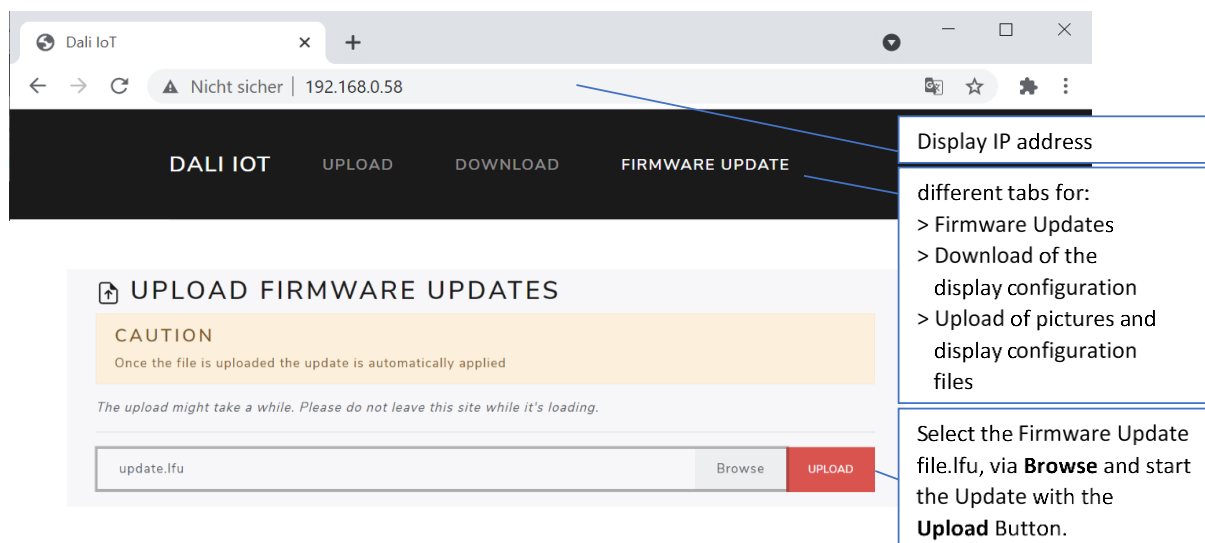 Dali IoT
Nicht sicher | 192.168.0.58
DALI IOT UPLOAD DOWNLOAD FIRMWARE UPDATE
Display IP address
different tabs for:
> Firmware Updates
> Download of the
display configuration
> Upload of pictures and
display configuration
files
UPLOAD FIRMWARE UPDATES
CAUTION
Once the file is uploaded the update is automatically applied
The upload might take a while. Please do not leave this site while it's loading.
update.lfu Browse UPLOAD
Select the Firmware Update
file.lfu, via Browse and start
the Update with the
Upload Button.